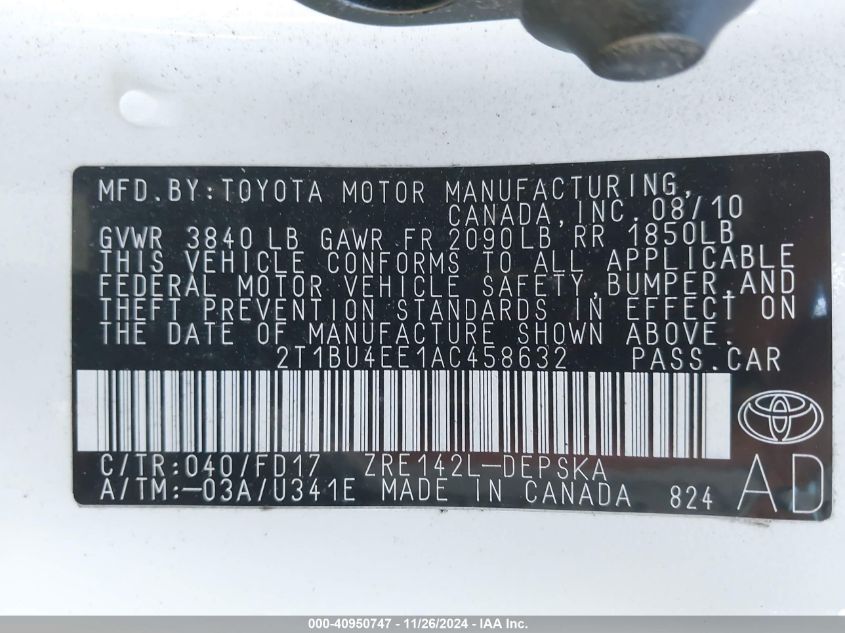 MFD.BY:TOYOTA MOTOR MANUFACTURING,
CANADA, INC. 08/10
GVWR 3840 LB GAWR FR 2090LB RR 1850LB
THIS VEHICLE CONFORMS TO ALL APPLICABLE
FEDERAL MOTOR VEHICLE SAFETY, BUMPER, AND
THEFT PREVENTION STANDARDS IN EFFECT ON
THE DATE OF MANUFACTURE SHOWN ABOVE.
2T1BU4EE1AC458632 PASS.CAR
C/TR:040/FD17 ZRE142L-DEPSKA
A/TM:-03A/U341E MADE IN CANADA 824
AD
000-40950747 - 11/26/2024 - IAA Inc.